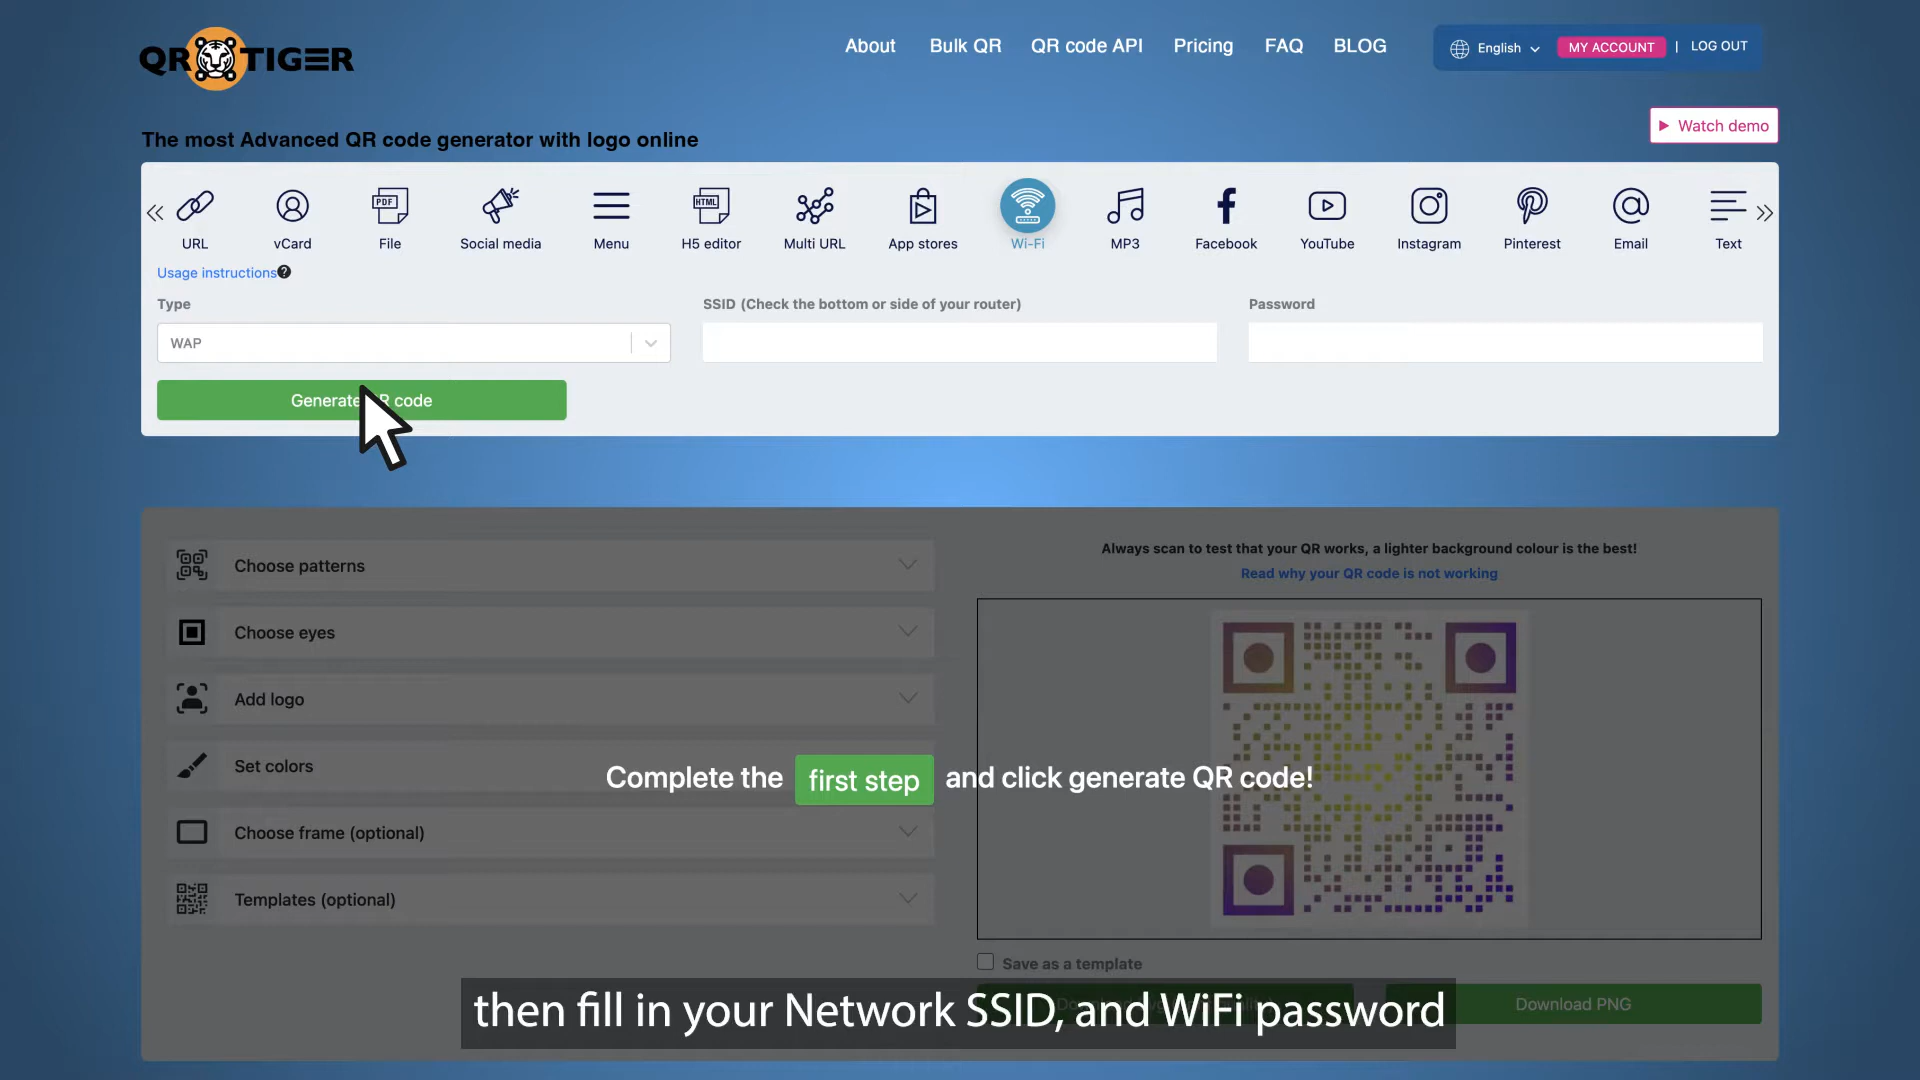 QR TIGER
About Bulk QR QR code API Pricing FAQ BLOG English MY ACCOUNT | LOG OUT
Watch demo
The most Advanced QR code generator with logo online
URL vCard File Social media Menu H5 editor Multi URL App stores Wi-Fi MP3 Facebook YouTube Instagram Pinterest Email Text
PDF
HTML
Usage instructions ?
Type
WAP
SSID (Check the bottom or side of your router)
Password
Generate code
Choose patterns
Choose eyes
Add logo
Set colors
Choose frame (optional)
Templates (optional)
Always scan to test that your QR works, a lighter background colour is the best!
Read why your QR code is not working
Complete the first step and click generate QR code!
Save as a template
Download PNG
then fill in your Network SSID, and WiFi password